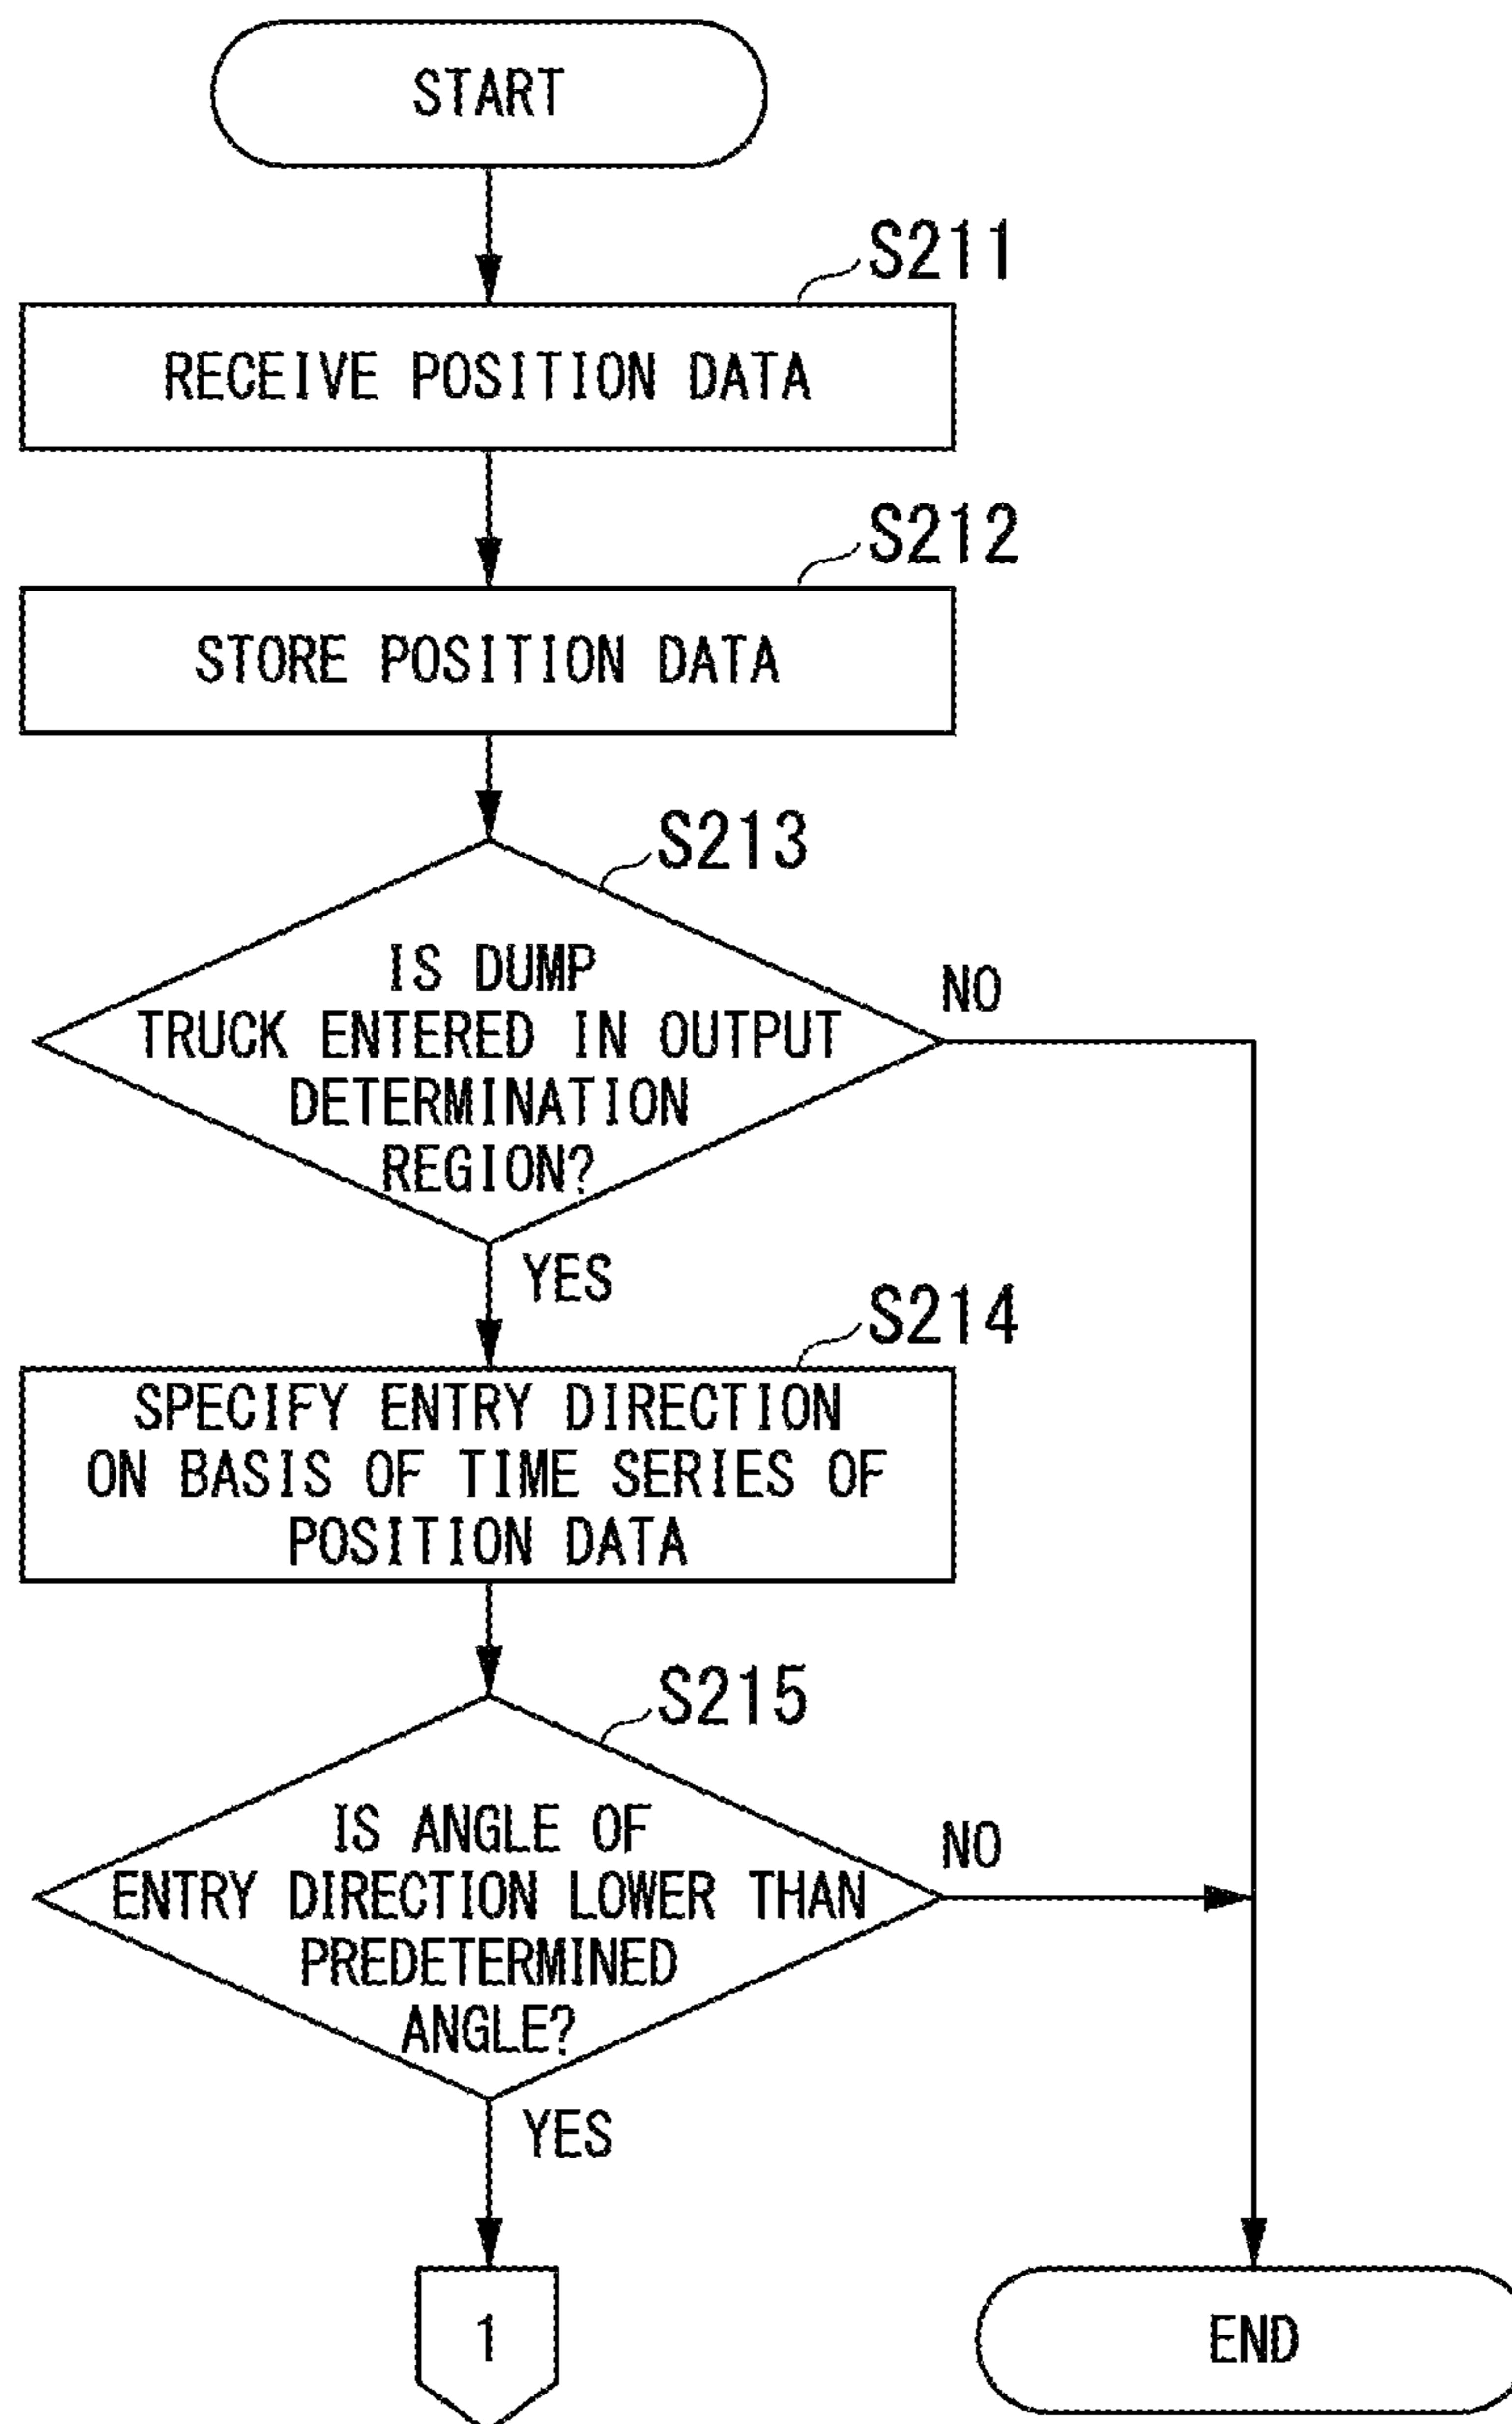 START
S211
RECEIVE POSITION DATA
S212
STORE POSITION DATA
S213
IS DUMP
TRUCK ENTERED IN OUTPUT
DETERMINATION
REGION?
NO
YES
S214
SPECIFY ENTRY DIRECTION
ON BASIS OF TIME SERIES OF
POSITION DATA
S215
IS ANGLE OF
ENTRY DIRECTION LOWER THAN
PREDETERMINED
ANGLE?
NO
YES
1
END